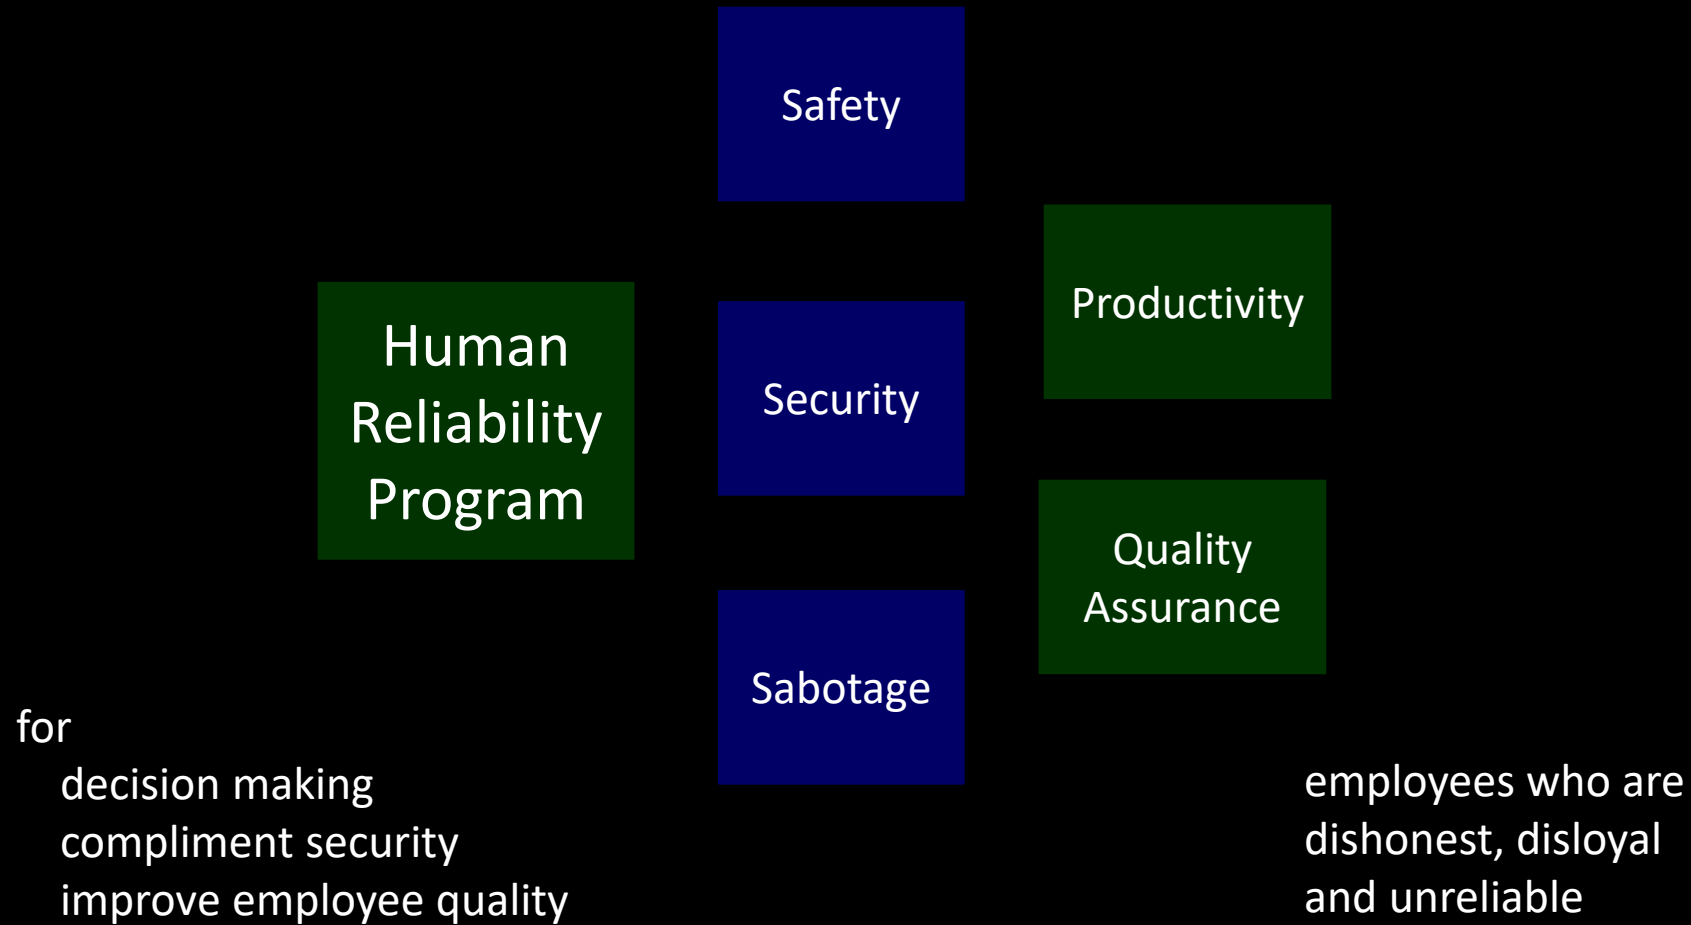 Safety
Human
Reliability
Program
Security
Sabotage
Productivity
Quality
Assurance
for
decision making
compliment security
improve employee quality
employees who are
dishonest, disloyal
and unreliable